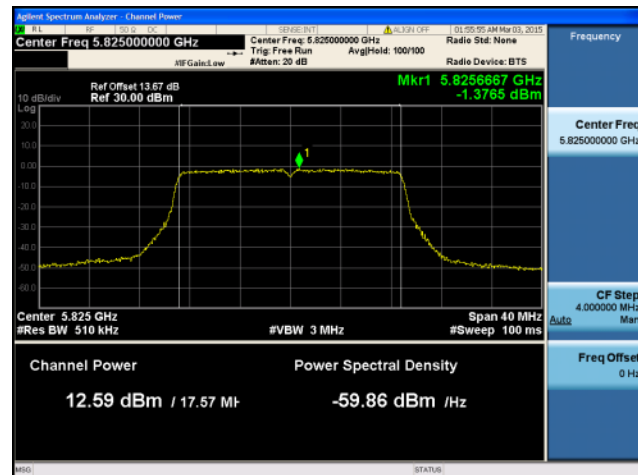 Agilent Spectrum Analyzer - Channel Power
RL RF 50 Ω DC SENSE:INT ALIGN OFF 01:55:55 AM Mar 03, 2015
Center Freq 5.825000000 GHz
Center Freq: 5.825000000 GHz
Radio Std: None
Trig: Free Run Avg|Hold: 100/100
#IFGain:Low #Atten: 20 dB Radio Device: BTS
Ref Offset 13.67 dB
Mkr1 5.8256667 GHz
10 dB/div Ref 30.00 dBm -1.3765 dBm
Log
20.0
10.0
0.00
-10.0
-20.0
-30.0
-40.0
-50.0
-60.0
1
Center 5.825 GHz Span 40 MHz
#Res BW 510 kHz #VBW 3 MHz #Sweep 100 ms
Channel Power Power Spectral Density
12.59 dBm / 17.57 MH -59.86 dBm /Hz
MSG STATUS
Frequency
Center Freq
5.825000000 GHz
CF Step
4.000000 MHz
Auto Man
Freq Offset
0 Hz